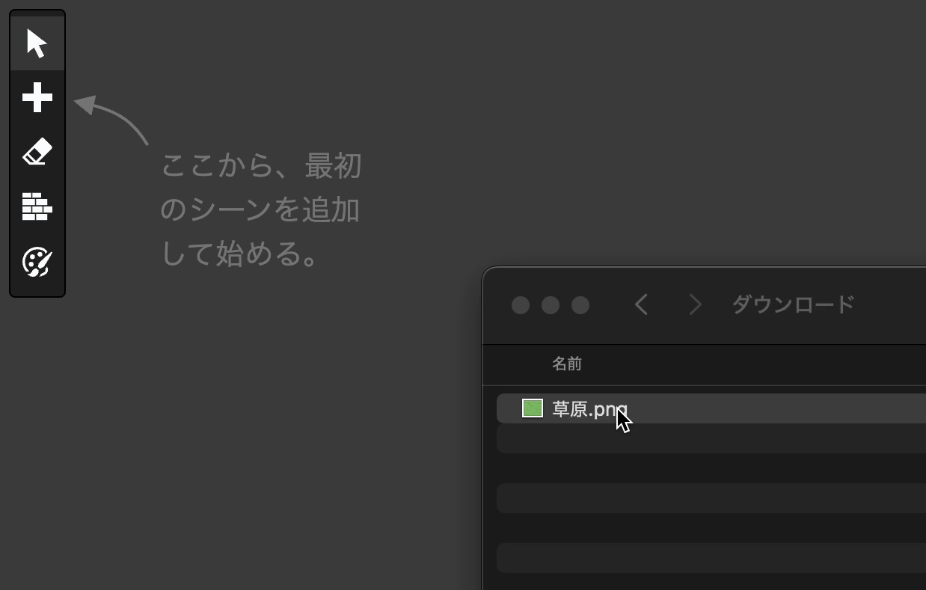 ここから、最初
のシーンを追加
して始める。
ダウンロード
名前
草原.png